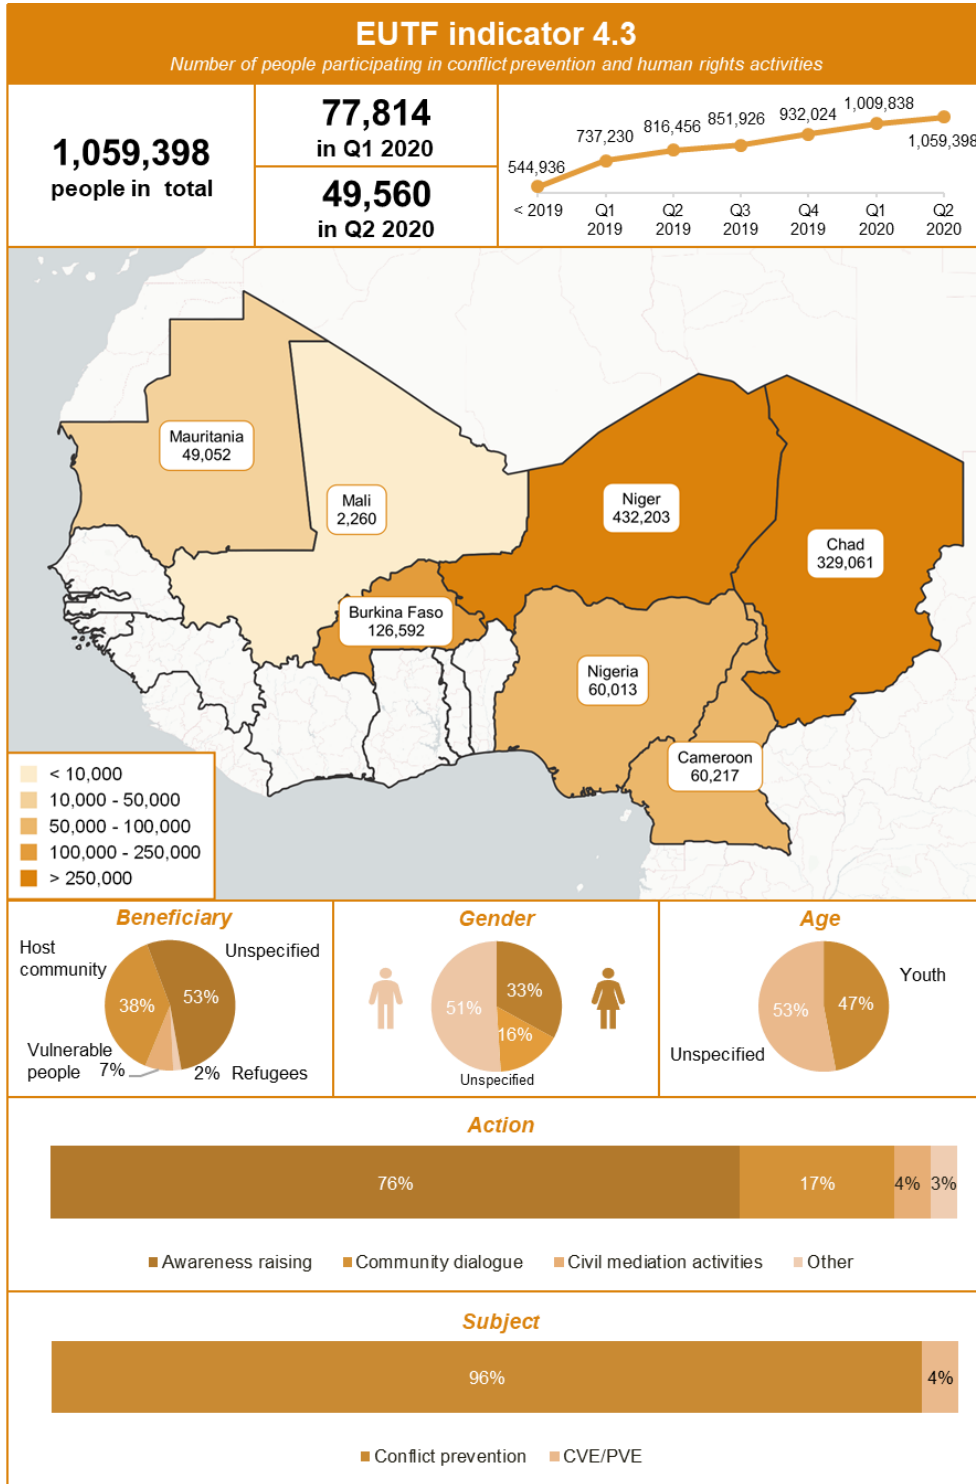 EUTF indicator 4.3
Number of people participating in conflict prevention and human rights activities
1,059,398
people in total
77,814
in Q1 2020
49,560
in Q2 2020
544,936
737,230
816,456
851,926
932,024
1,009,838
1,059,398
< 2019
Q1
2019
Q2
2019
Q3
2019
Q4
2019
Q1
2020
Q2
2020
Mauritania
49,052
Mali
2,260
Niger
432,203
Chad
329,061
Burkina Faso
126,592
Nigeria
60,013
Cameroon
60,217
< 10,000
10,000 - 50,000
50,000 - 100,000
100,000 - 250,000
> 250,000
Beneficiary
Host
community
Unspecified
38%
53%
Vulnerable
people
7%
2%
Refugees
Gender
51%
33%
16%
Unspecified
Age
Youth
53%
47%
Unspecified
Action
76%
17%
4%
3%
Awareness raising
Community dialogue
Civil mediation activities
Other
Subject
96%
4%
Conflict prevention
CVE/PVE